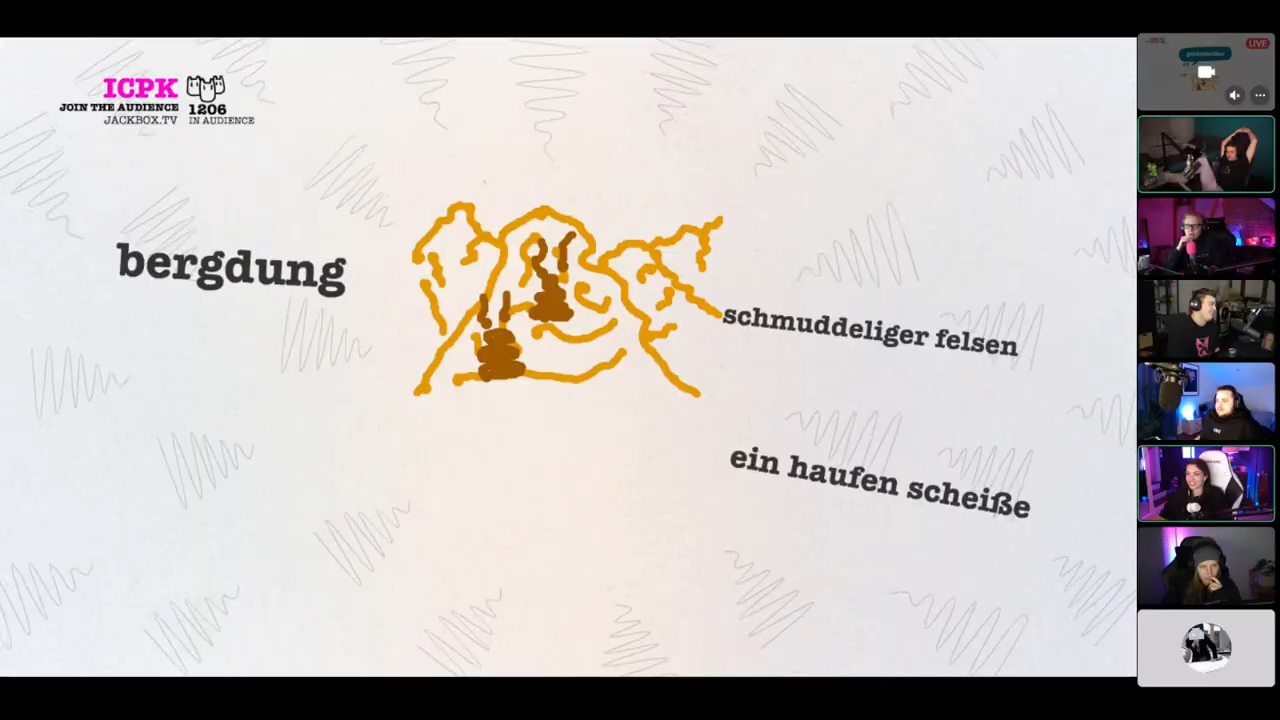 ICPK
JOIN THE AUDIENCE
JACKBOX.TV
1206
IN AUDIENCE
LIVE
bergdung
schmuddeliger felsen
ein haufen scheiße